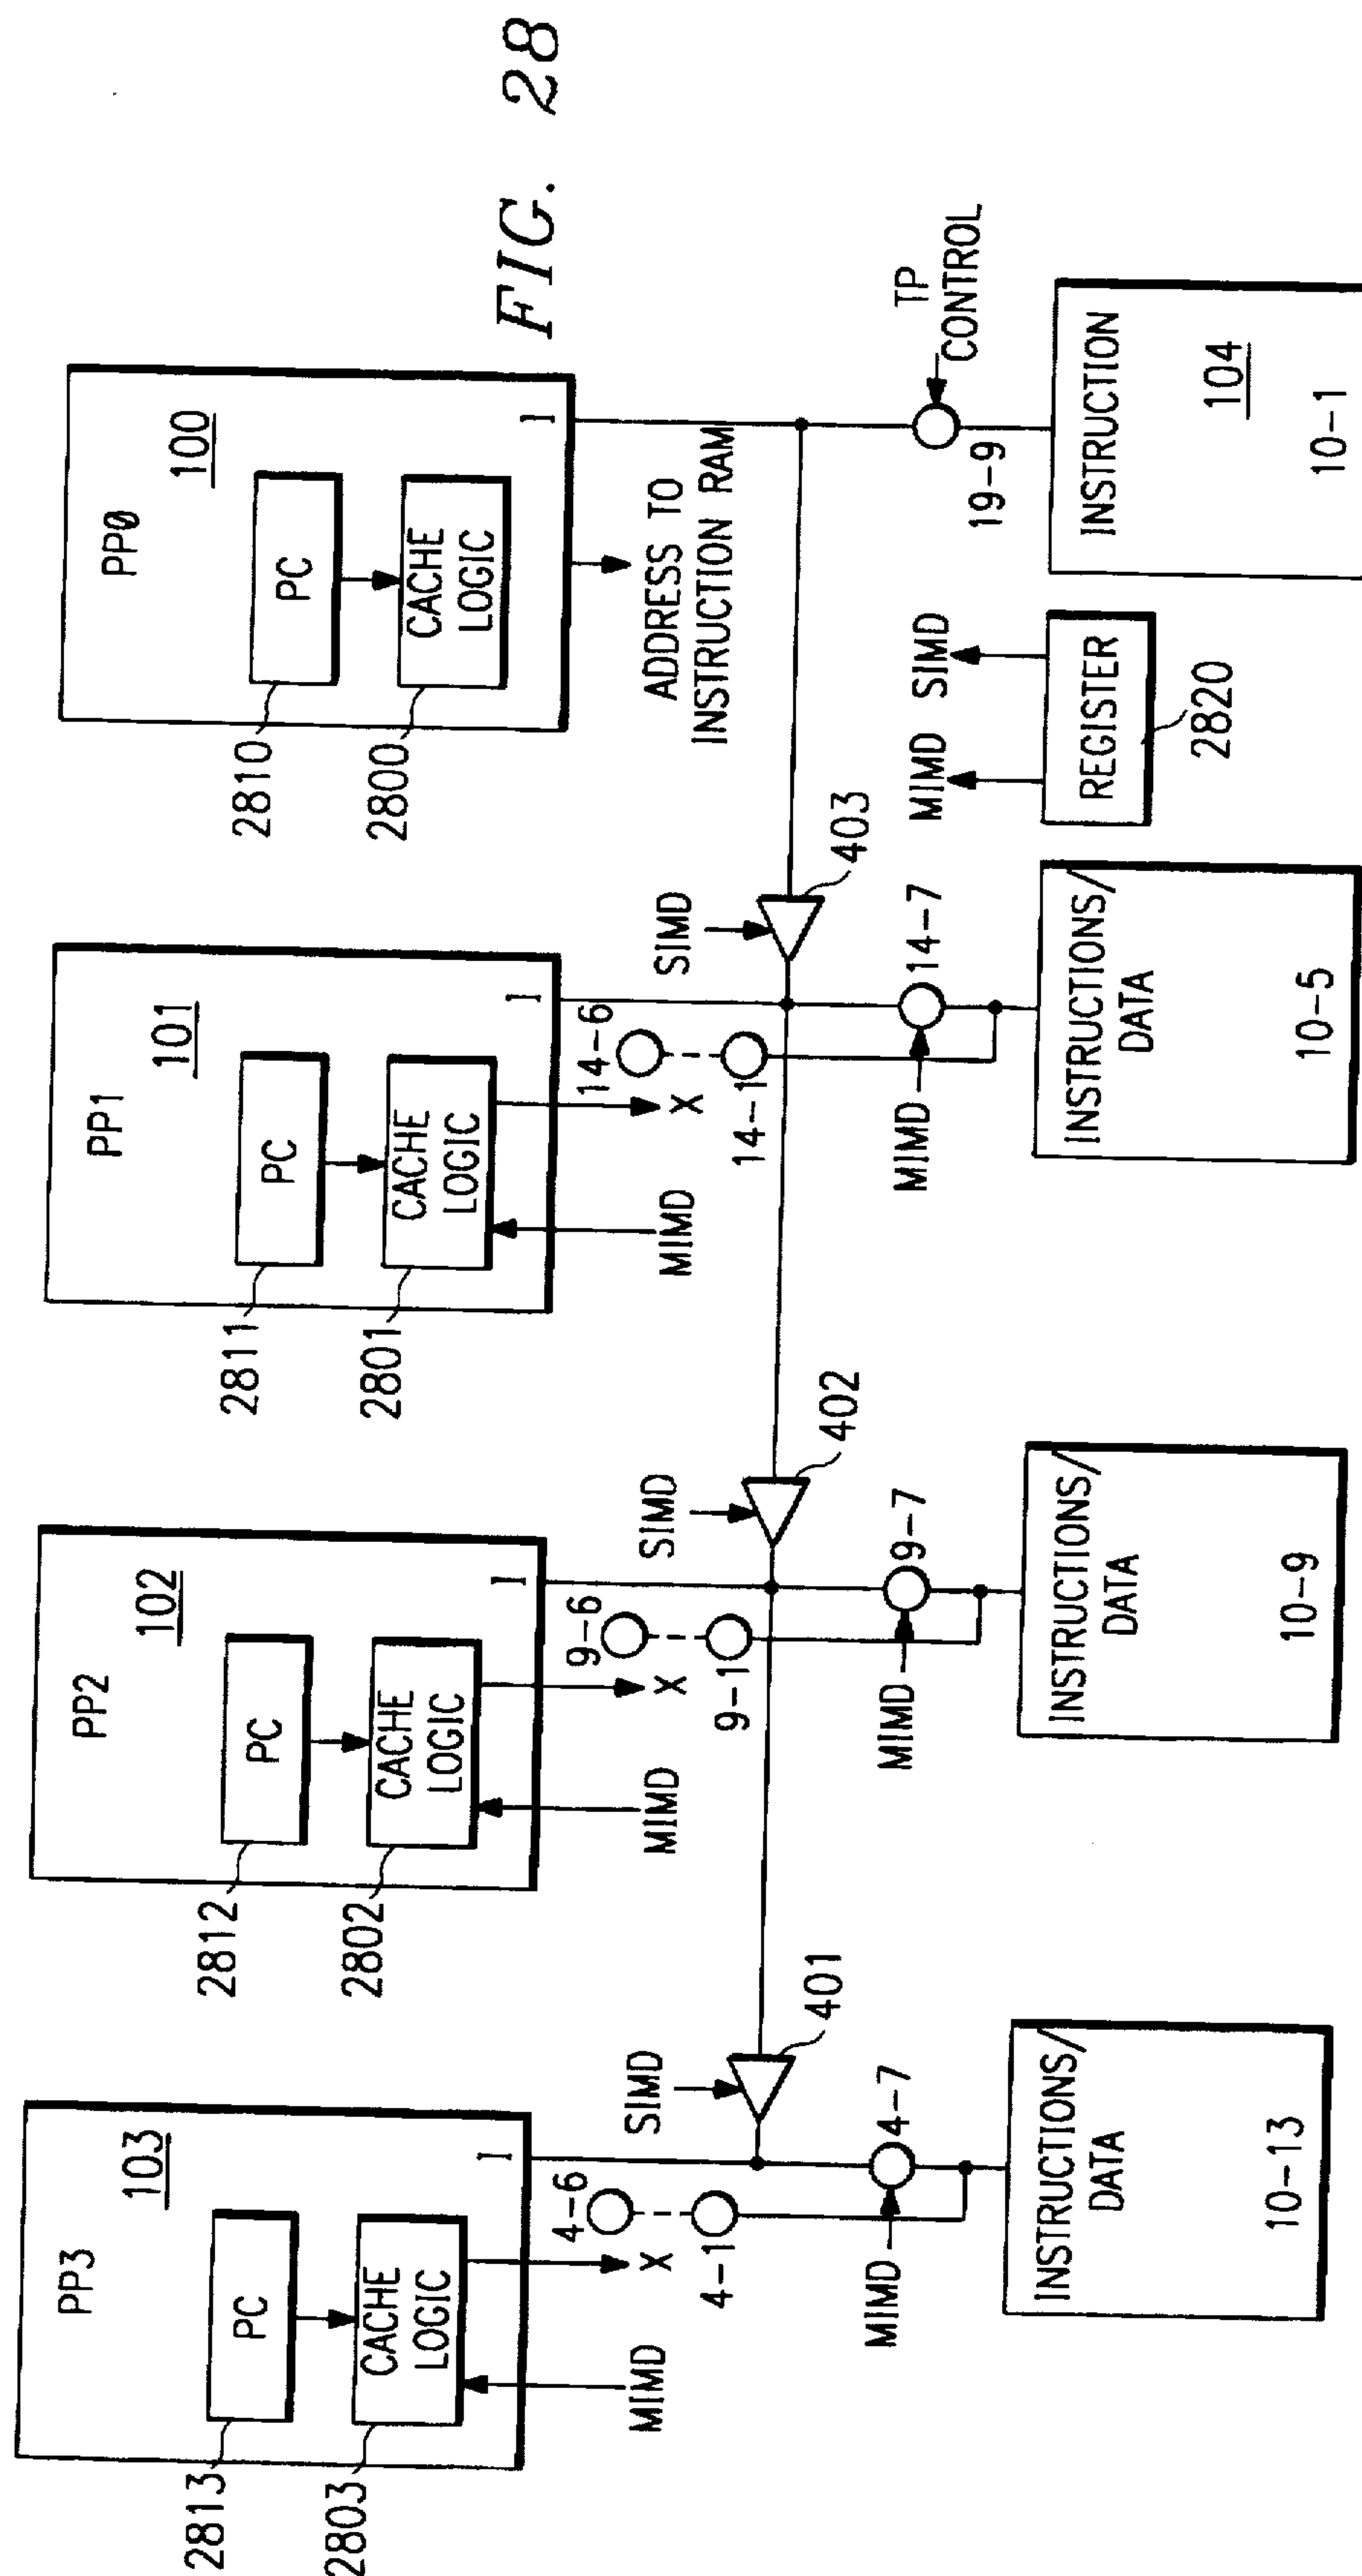 FIG. 28
PP3
103
PC
CACHE
LOGIC
I
2813
2803
MIMD
X
4-6
4-1
SIMD
401
4-7
MIMD
INSTRUCTIONS/
DATA
10-13
PP2
102
PC
CACHE
LOGIC
I
2812
2802
MIMD
X
9-6
9-1
SIMD
402
9-7
MIMD
INSTRUCTIONS/
DATA
10-9
PP1
101
PC
CACHE
LOGIC
I
2811
2801
MIMD
X
14-6
14-1
SIMD
403
14-7
MIMD
INSTRUCTIONS/
DATA
10-5
PP0
100
PC
CACHE
LOGIC
I
2810
2800
ADDRESS TO
INSTRUCTION RAM
MIMD SIMD
REGISTER
2820
TP
CONTROL
19-9
INSTRUCTION
104
10-1